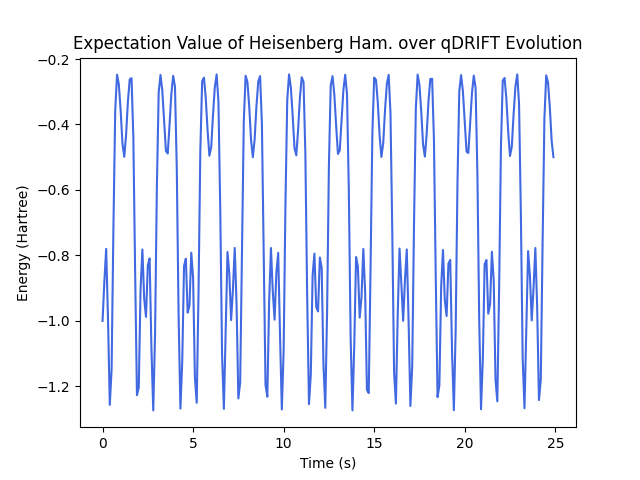 Expectation Value of Heisenberg Ham. over qDRIFT Evolution
Energy (Hartree)
−0.2
−0.4
−0.6
−0.8
−1.0
−1.2
0 5 10 15 20 25
Time (s)